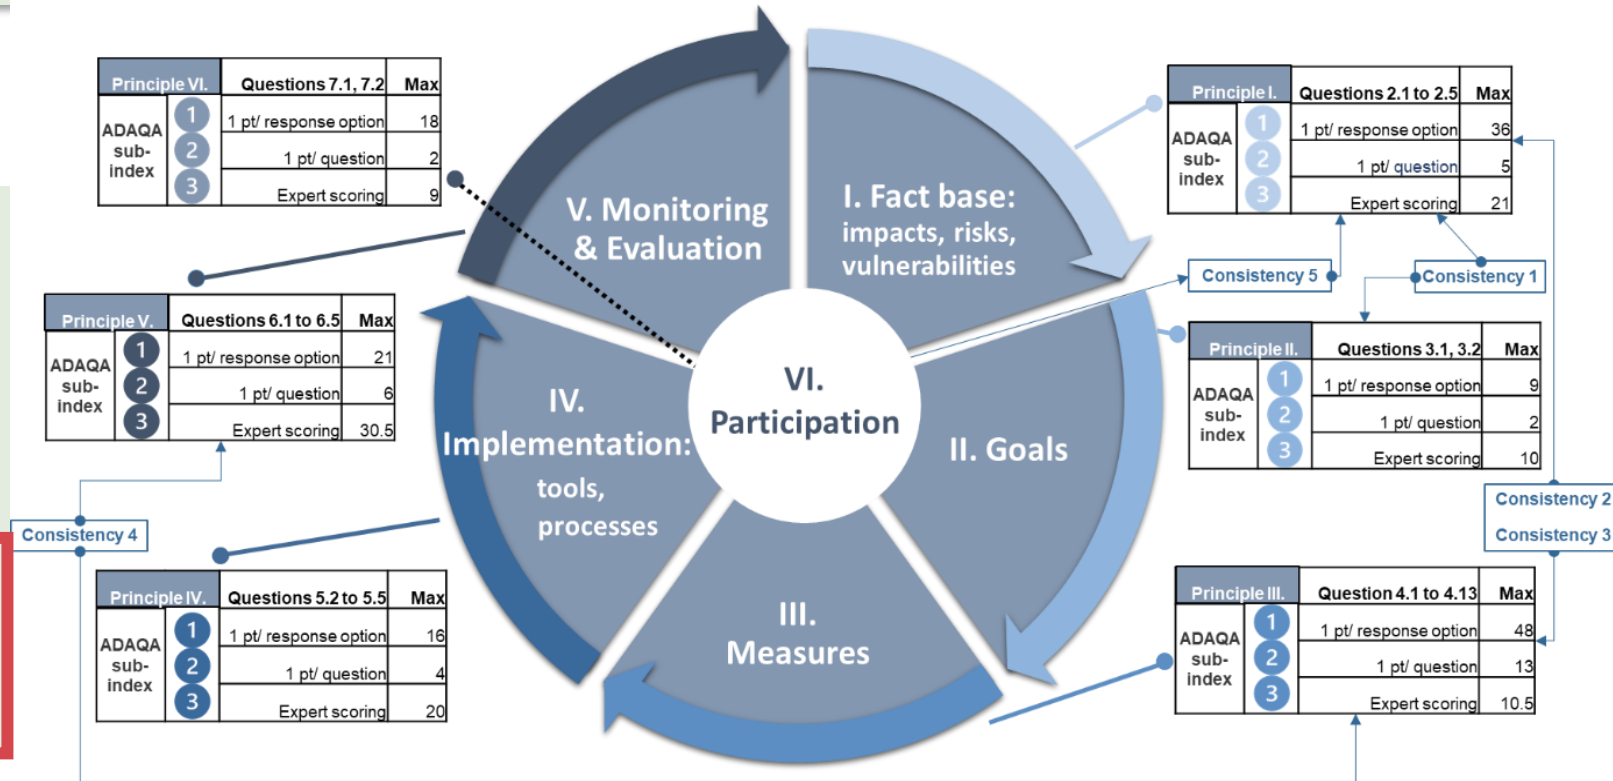 Principle VI. Questions 7.1, 7.2 Max
ADAQA sub-index
1 1 pt/ response option 18
2 1 pt/ question 2
3 Expert scoring 9
Principle V. Questions 6.1 to 6.5 Max
ADAQA sub-index
1 1 pt/ response option 21
2 1 pt/ question 6
3 Expert scoring 30.5
Consistency 4
Principle IV. Questions 5.2 to 5.5 Max
ADAQA sub-index
1 1 pt/ response option 16
2 1 pt/ question 4
3 Expert scoring 20
V. Monitoring
& Evaluation
I. Fact base:
impacts, risks,
vulnerabilities
VI.
Participation
IV.
Implementation:
tools,
processes
II. Goals
III.
Measures
Principle I. Questions 2.1 to 2.5 Max
ADAQA sub-index
1 1 pt/ response option 36
2 1 pt/ question 5
3 Expert scoring 21
Consistency 5
Consistency 1
Principle II. Questions 3.1, 3.2 Max
ADAQA sub-index
1 1 pt/ response option 9
2 1 pt/ question 2
3 Expert scoring 10
Consistency 2
Consistency 3
Principle III. Question 4.1 to 4.13 Max
ADAQA sub-index
1 1 pt/ response option 48
2 1 pt/ question 13
3 Expert scoring 10.5